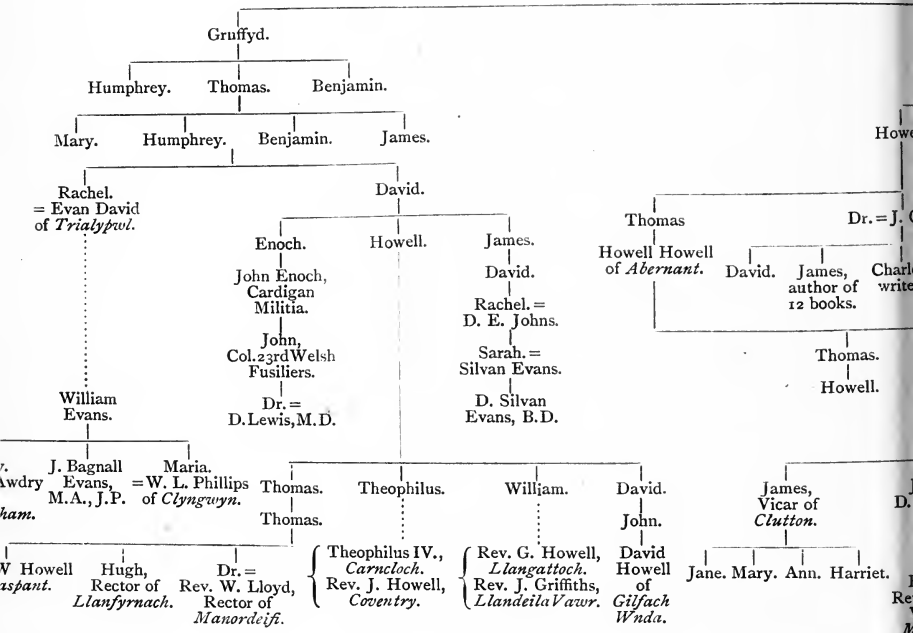 Gruffyd.
Humphrey. Thomas. Benjamin.
Mary. Humphrey. Benjamin. James.
Rachel.
= Evan David
of Trialypwl.
David.
Enoch.
John Enoch,
Cardigan
Militia.
John,
Col. 23rd Welsh
Fusiliers.
Dr. =
D. Lewis, M.D.
Howell.
James.
David.
Rachel. =
D. E. Johns.
Sarah. =
Silvan Evans.
D. Silvan
Evans, B.D.
Howe
Thomas
Howell Howell
of Abernant.
Dr. = J.
David.
James,
author of
12 books.
Charl
write
Thomas.
Howell.
William
Evans.
Awdry
ham.
J. Bagnall
Evans,
M.A., J.P.
Maria.
= W. L. Phillips
of Clyngwyn.
Thomas.
Thomas.
W Howell
aspant.
Hugh,
Rector of
Llanfyrnach.
Dr. =
Rev. W. Lloyd,
Rector of
Manordeifi.
Theophilus.
Theophilus IV.,
Carncloch.
Rev. J. Howell,
Coventry.
William.
Rev. G. Howell,
Llangattoch.
Rev. J. Griffiths,
Llandeila Vawr.
David.
John.
David
Howell
of
Gilfach
Wnda.
James,
Vicar of
Clutton.
Jane. Mary. Ann. Harriet.
D.
Re